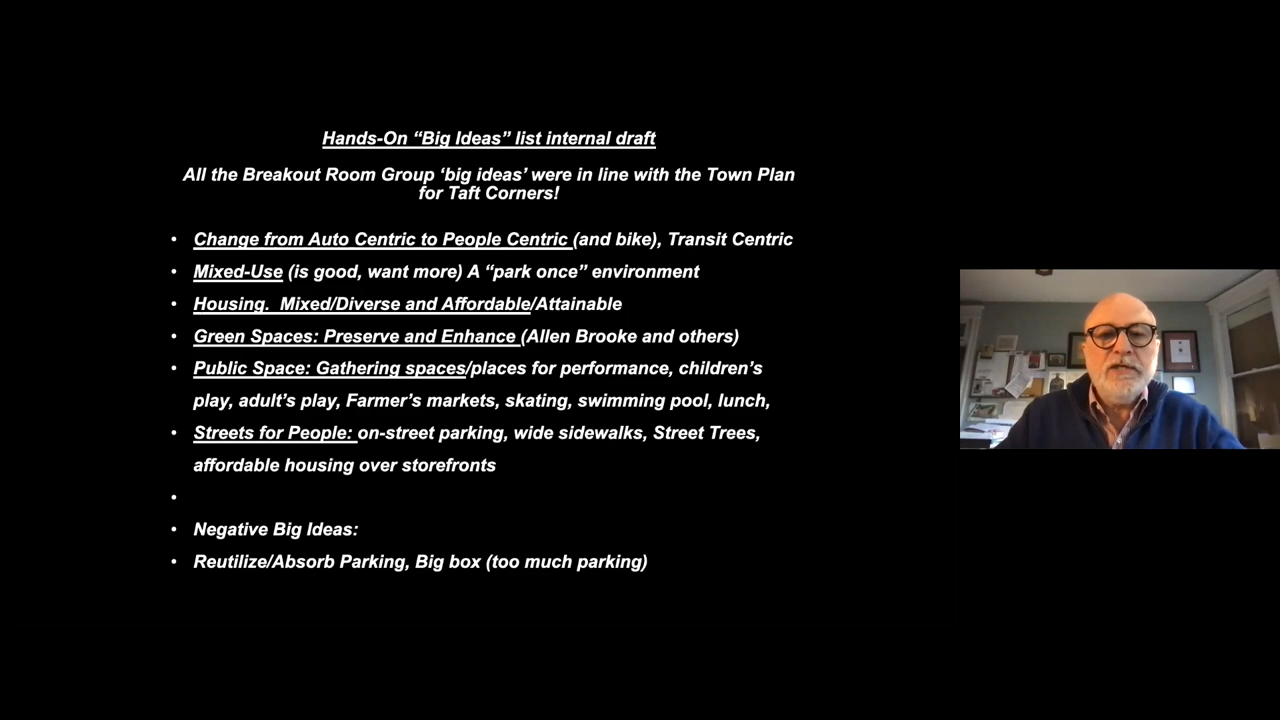 Hands-On “Big Ideas” list internal draft
All the Breakout Room Group ‘big ideas’ were in line with the Town Plan
for Taft Corners!
• Change from Auto Centric to People Centric (and bike), Transit Centric
• Mixed-Use (is good, want more) A “park once” environment
• Housing.  Mixed/Diverse and Affordable/Attainable
• Green Spaces: Preserve and Enhance (Allen Brooke and others)
• Public Space: Gathering spaces/places for performance, children’s
play, adult’s play, Farmer’s markets, skating, swimming pool, lunch,
• Streets for People: on-street parking, wide sidewalks, Street Trees,
affordable housing over storefronts
•
• Negative Big Ideas:
• Reutilize/Absorb Parking, Big box (too much parking)